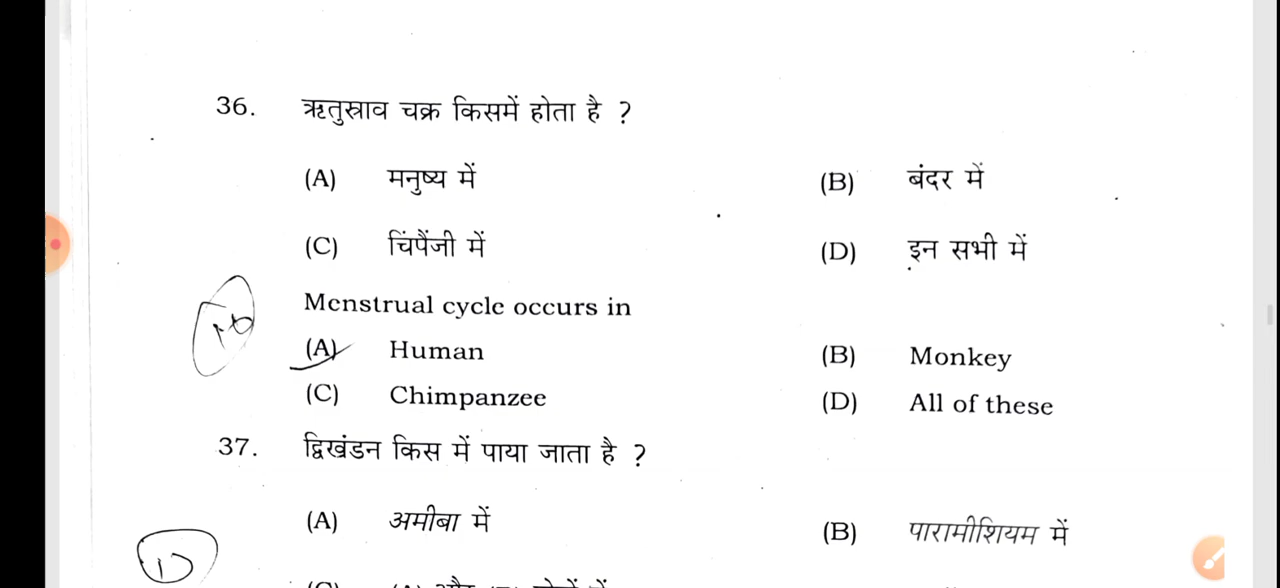 36. ऋतुस्राव चक्र किसमें होता है ?
(A) मनुष्य में (B) बंदर में
(C) चिंपैंजी में (D) इन सभी में
Menstrual cycle occurs in
(A) Human (B) Monkey
(C) Chimpanzee (D) All of these
37. द्विखंडन किस में पाया जाता है ?
(A) अमीबा में (B) पारामीशियम में